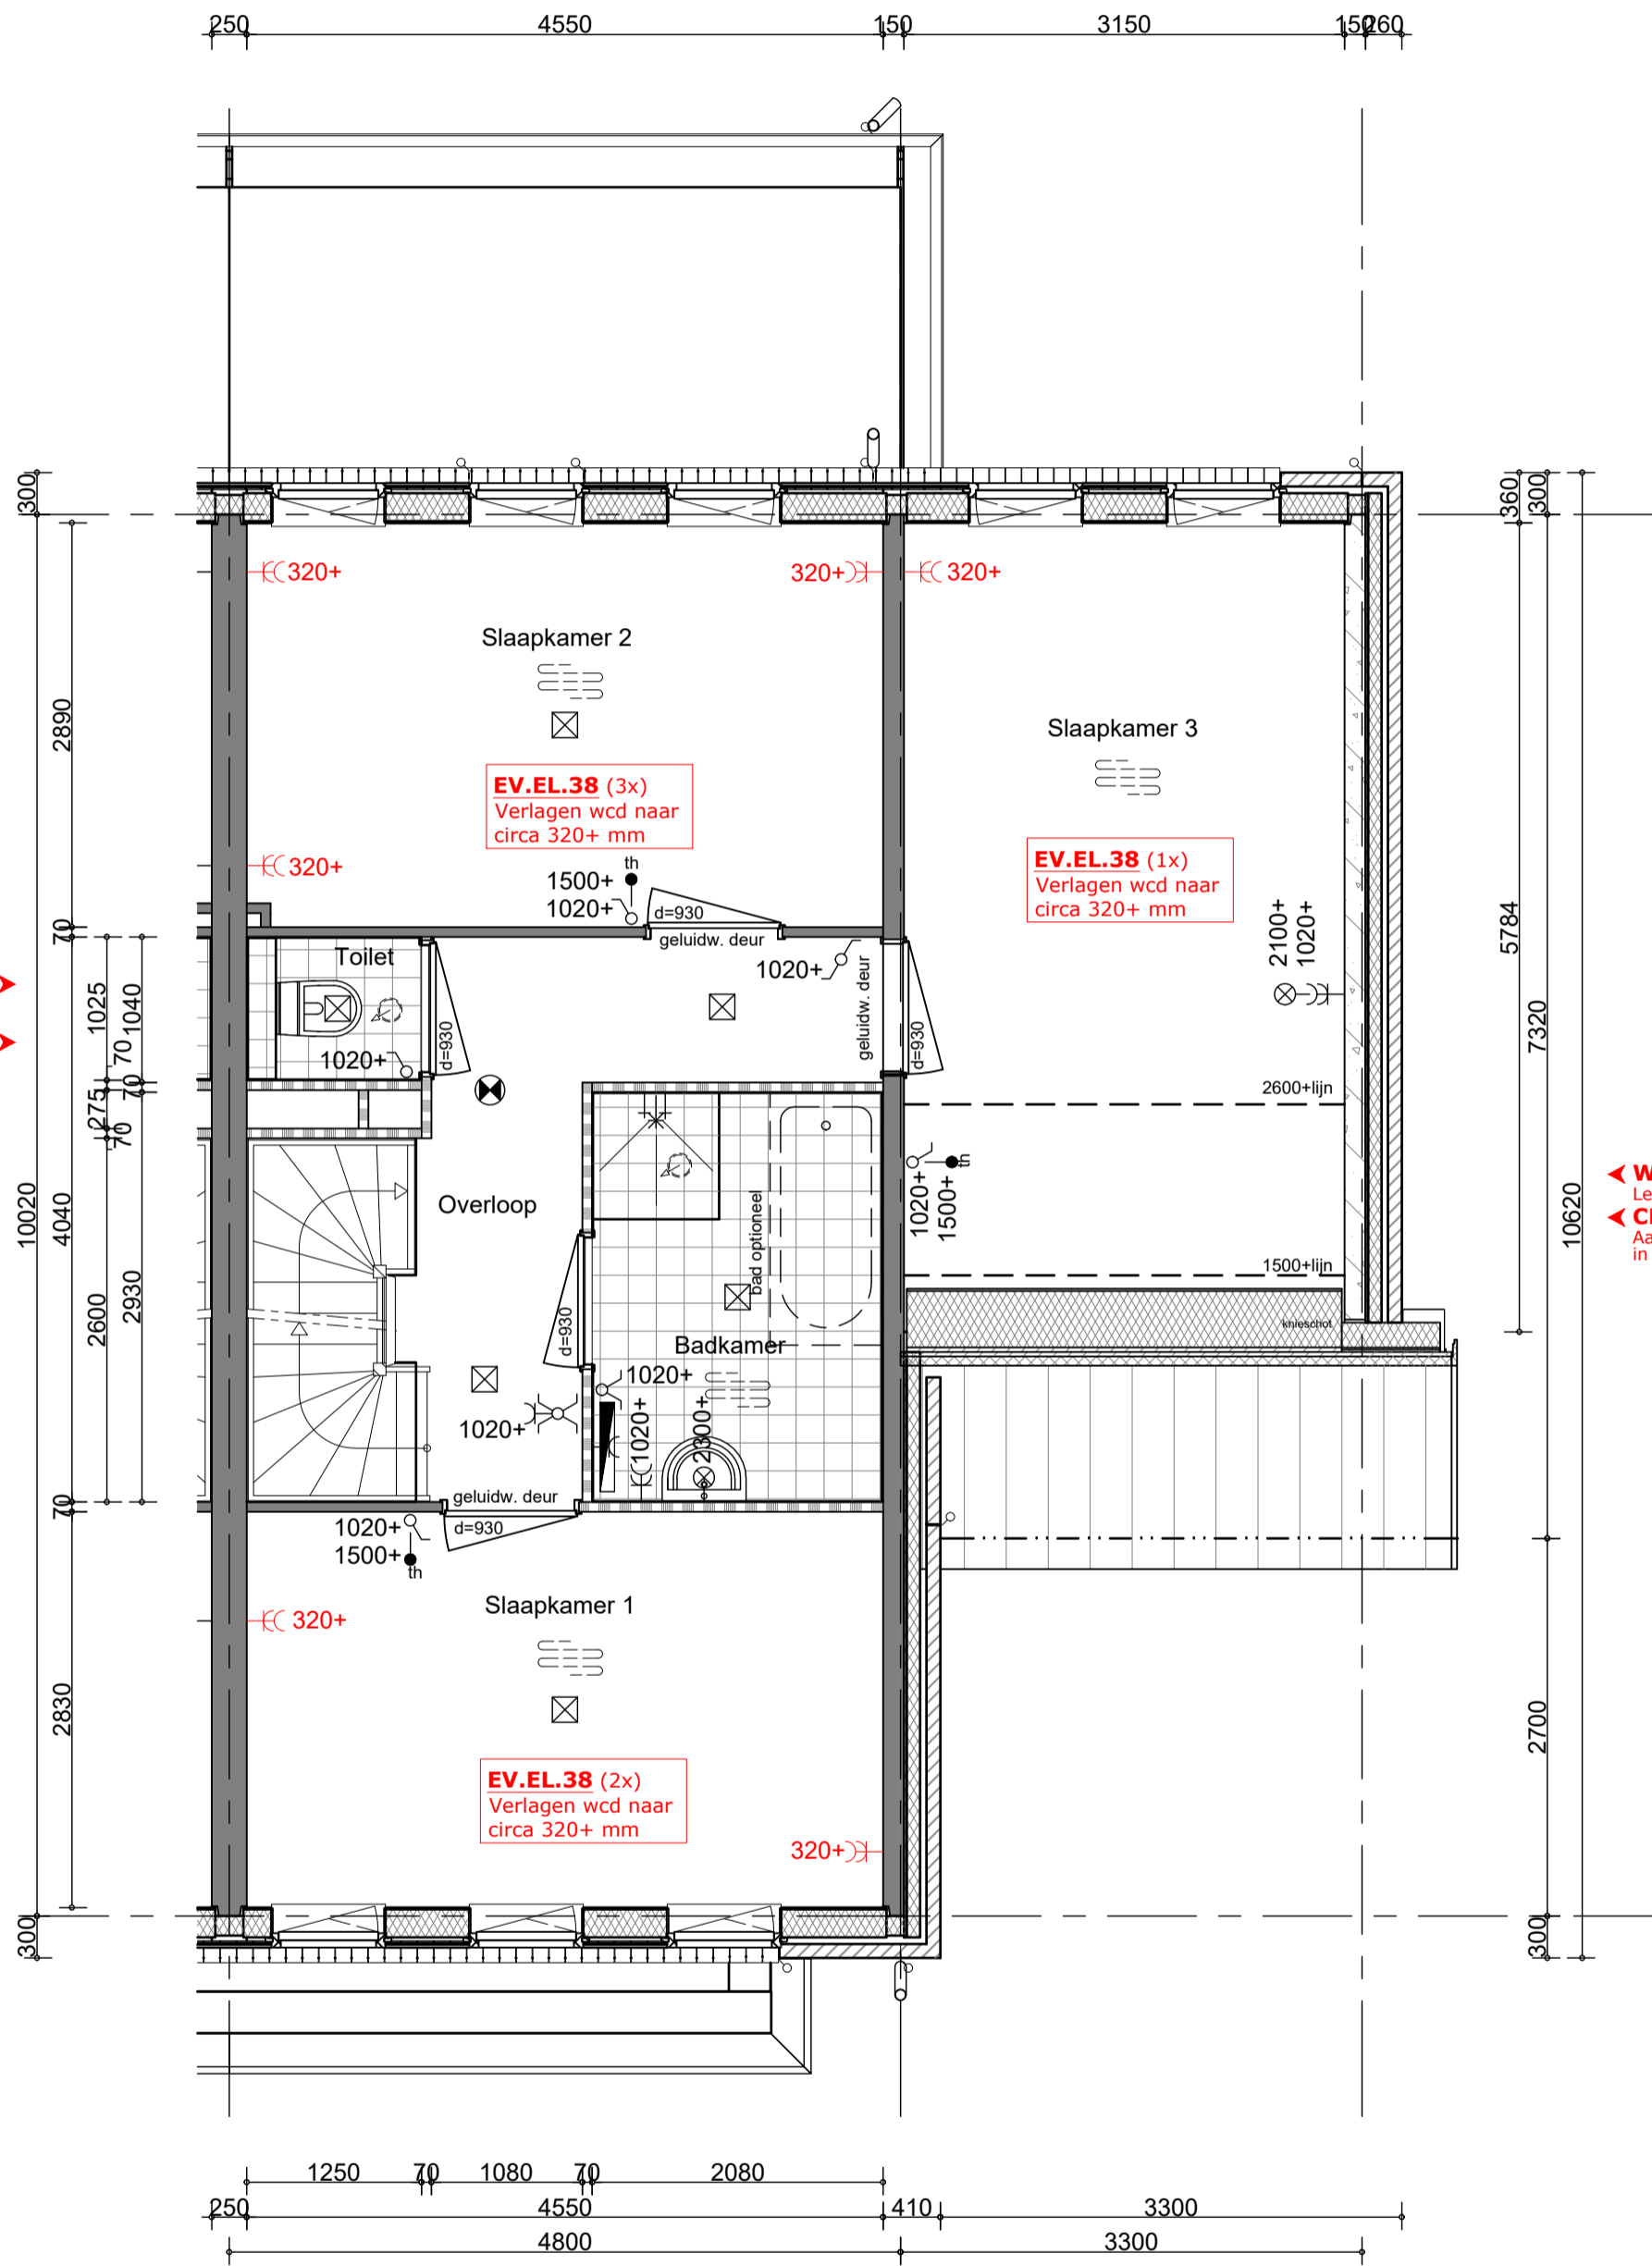 250 4550 150 3150 150 260
300
360 300
320+ 320+ 320+
Slaapkamer 2
Slaapkamer 3
2890
EV.EL.38 (3x)
Verlagen wcd naar
circa 320+ mm
EV.EL.38 (1x)
Verlagen wcd naar
circa 320+ mm
320+
th
1500+
1020+
d=930
geluidw. deur
70
Toilet
1020+
geluidw. deur
d=930
d=930
1020+
2100+
1020+
5784
7320
1025
1040
70
70
275
70
2600+lijn
10020
4040
2600
2930
Overloop
bad optioneel
1020+
1500+
th
10620
1500+lijn
knieschot
d=930
Badkamer
1020+
1020+
1020+
2300+
70
geluidw. deur
d=930
1020+
1500+
th
Slaapkamer 1
320+
2830
2700
EV.EL.38 (2x)
Verlagen wcd naar
circa 320+ mm
320+
300
300
1250 70 1080 70 2080
250 4550 410 3300
4800 3300